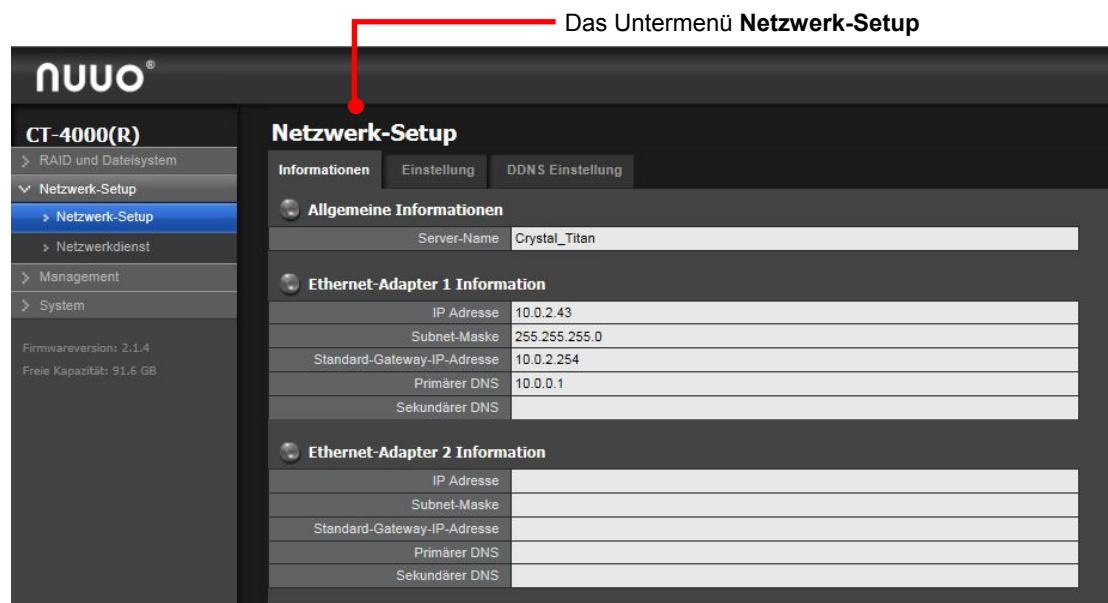 Das Untermenü Netzwerk-Setup
nuuo®
CT-4000(R)
RAID und Dateisystem
Netzwerk-Setup
Netzwerk-Setup
Netzwerkdienst
Management
System
Firmwareversion: 2.1.4
Freie Kapazität: 91.6 GB
Netzwerk-Setup
Informationen Einstellung DDNS Einstellung
Allgemeine Informationen
Server-Name Crystal_Titan
Ethernet-Adapter 1 Information
IP Adresse 10.0.2.43
Subnet-Maske 255.255.255.0
Standard-Gateway-IP-Adresse 10.0.2.254
Primärer DNS 10.0.0.1
Sekundärer DNS
Ethernet-Adapter 2 Information
IP Adresse
Subnet-Maske
Standard-Gateway-IP-Adresse
Primärer DNS
Sekundärer DNS